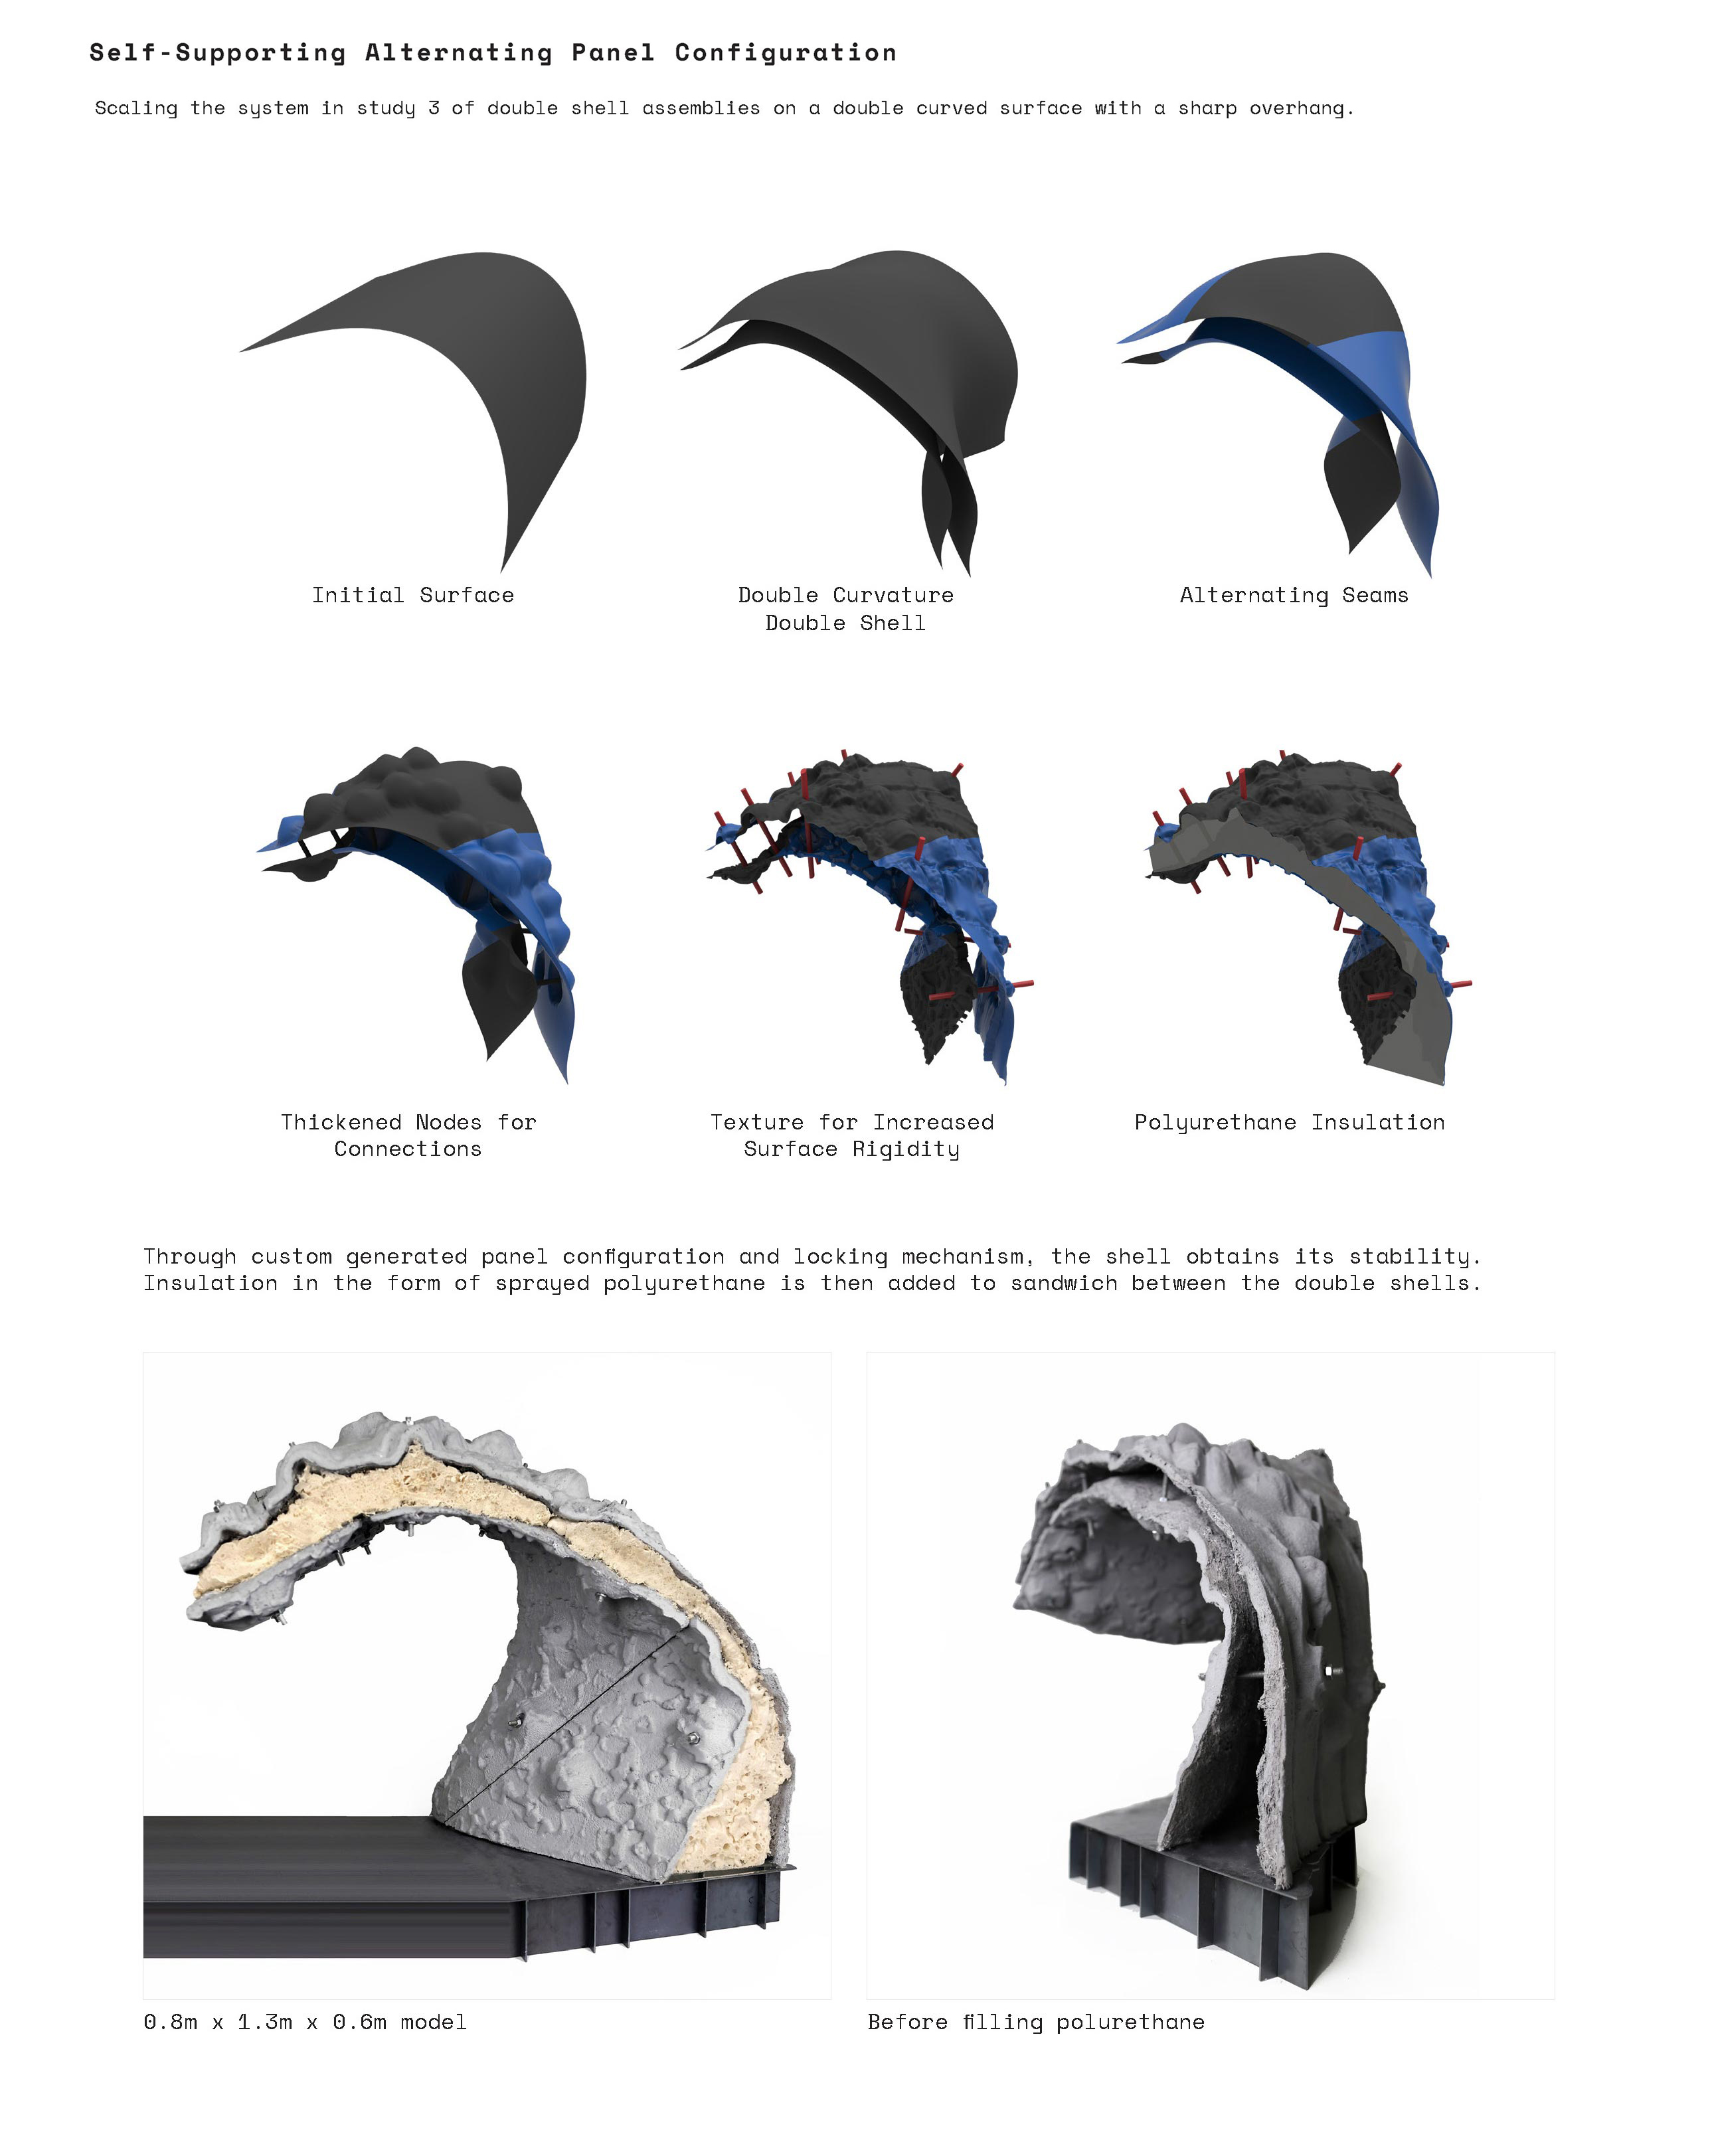 Self-Supporting Alternating Panel Configuration
Scaling the system in study 3 of double shell assemblies on a double curved surface with a sharp overhang.
Initial Surface
Double Curvature
Double Shell
Alternating Seams
Thickened Nodes for
Connections
Texture for Increased
Surface Rigidity
Polyurethane Insulation
Through custom generated panel configuration and locking mechanism, the shell obtains its stability.
Insulation in the form of sprayed polyurethane is then added to sandwich between the double shells.
0.8m x 1.3m x 0.6m model
Before filling polurethane